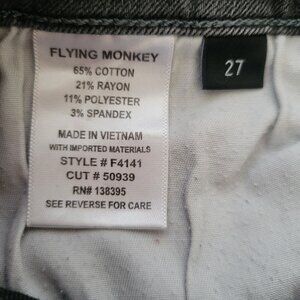 FLYING MONKEY
65% COTTON
21% RAYON
11% POLYESTER
3% SPANDEX
MADE IN VIETNAM
WITH IMPORTED MATERIALS
STYLE # F4141
CUT # 50939
RN# 138395
SEE REVERSE FOR CARE
27